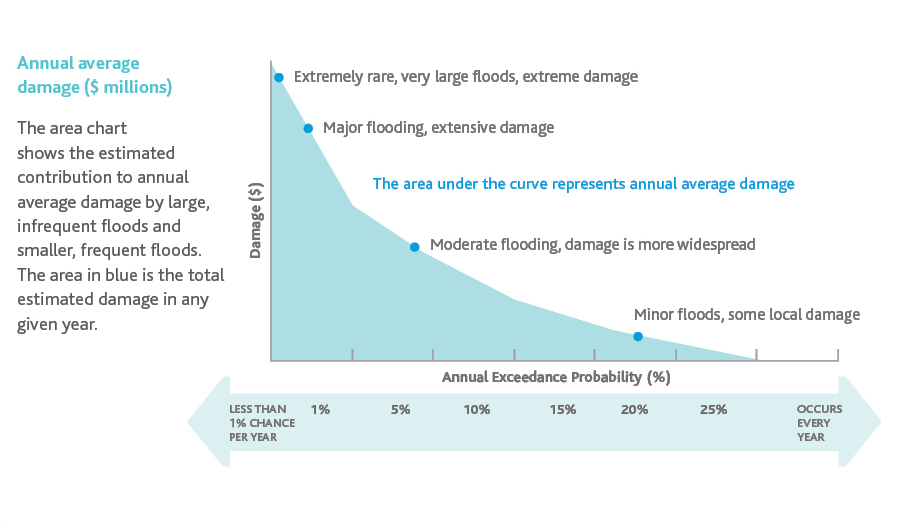 Annual average
damage ($ millions)
The area chart
shows the estimated
contribution to annual
average damage by large,
infrequent floods and
smaller, frequent floods.
The area in blue is the total
estimated damage in any
given year.
Extremely rare, very large floods, extreme damage
Major flooding, extensive damage
The area under the curve represents annual average damage
Damage ($)
Moderate flooding, damage is more widespread
Minor floods, some local damage
Annual Exceedance Probability (%)
LESS THAN
1% CHANCE
PER YEAR
1% 5% 10% 15% 20% 25%
OCCURS
EVERY
YEAR